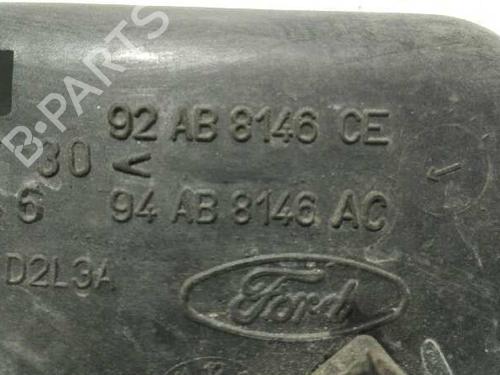 B-PARTS
92 AB 8146 CE
30 <
6 94 AB 8146 AC
D2L3A
Ford